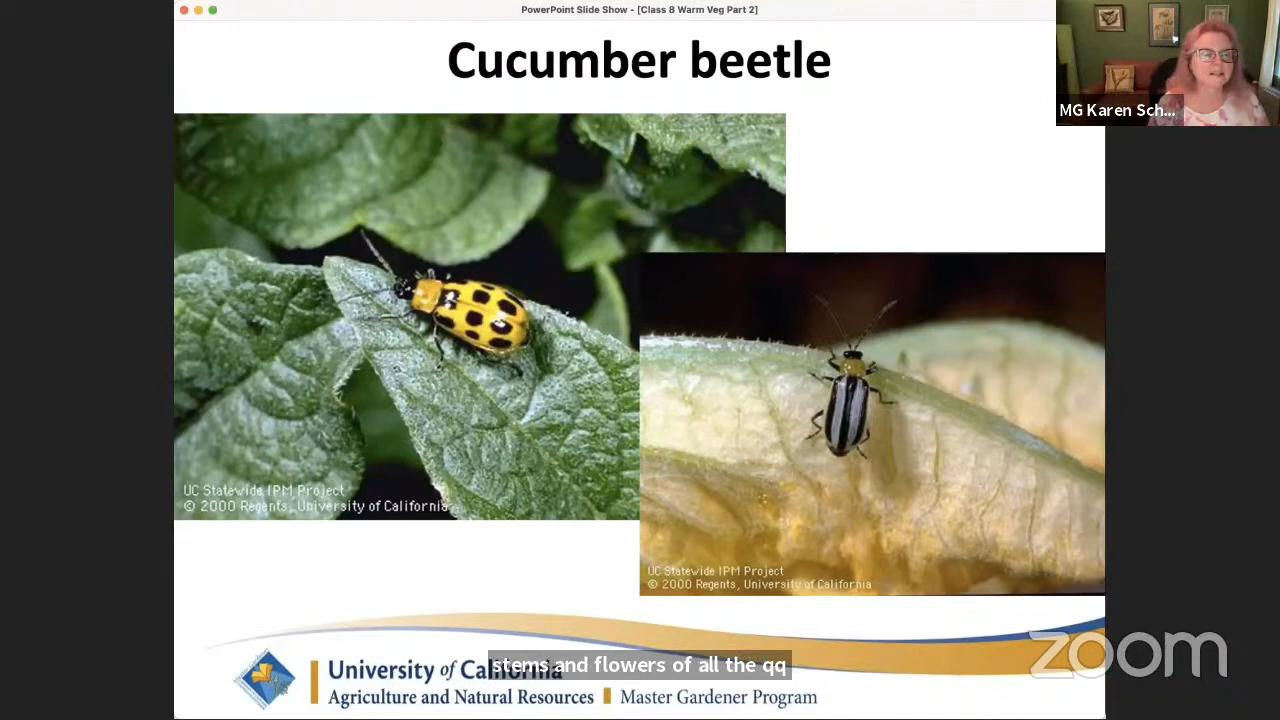 PowerPoint Slide Show - [Class 8 Warm Veg Part 2]
Cucumber beetle
MG Karen Sch...
UC Statewide IPM Project
© 2000 Regents, University of California
UC Statewide IPM Project
© 2000 Regents, University of California
zoom
stems and flowers of all the qq
University of California
Agriculture and Natural Resources
Master Gardener Program